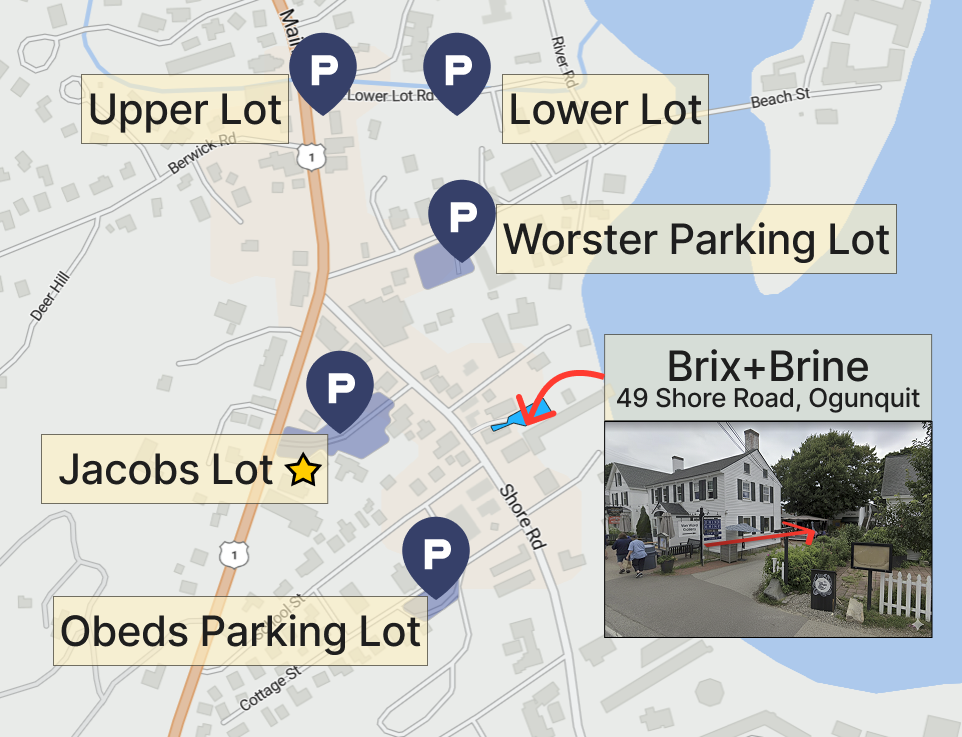 Main
P
P
River Rd
Upper Lot
Lower Lot Rd
Lower Lot
Beach St
Berwick Rd
1
P
Worster Parking Lot
Deer Hill
Brix+Brine
49 Shore Road, Ogunquit
P
Jacobs Lot
Shore Rd
1
P
School St
Obeds Parking Lot
Cottage St